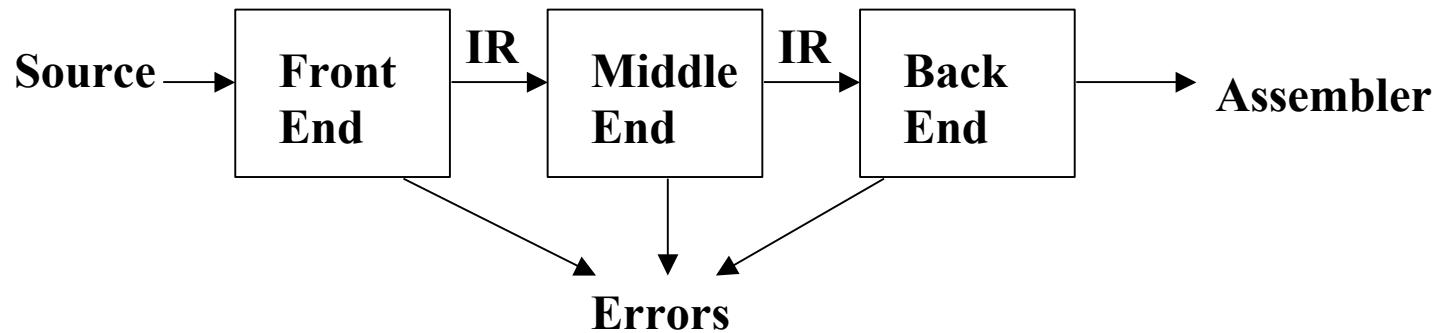 Source
Front
End
IR
Middle
End
IR
Back
End
Assembler
Errors